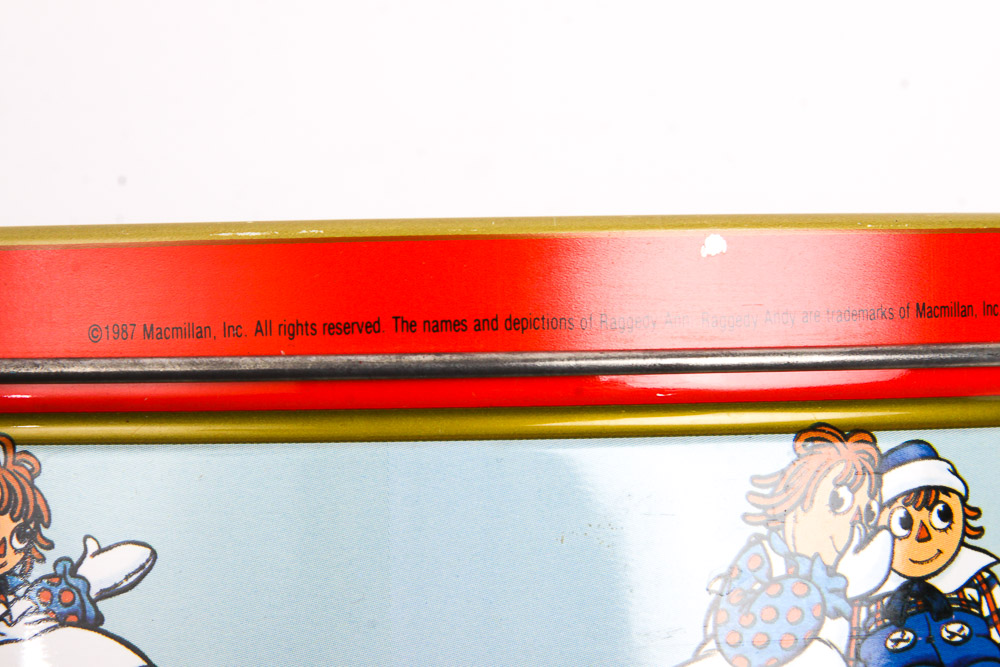 ©1987 Macmillan, Inc. All rights reserved. The names and depictions of Raggedy Ann, Raggedy Andy are trademarks of Macmillan, Inc.